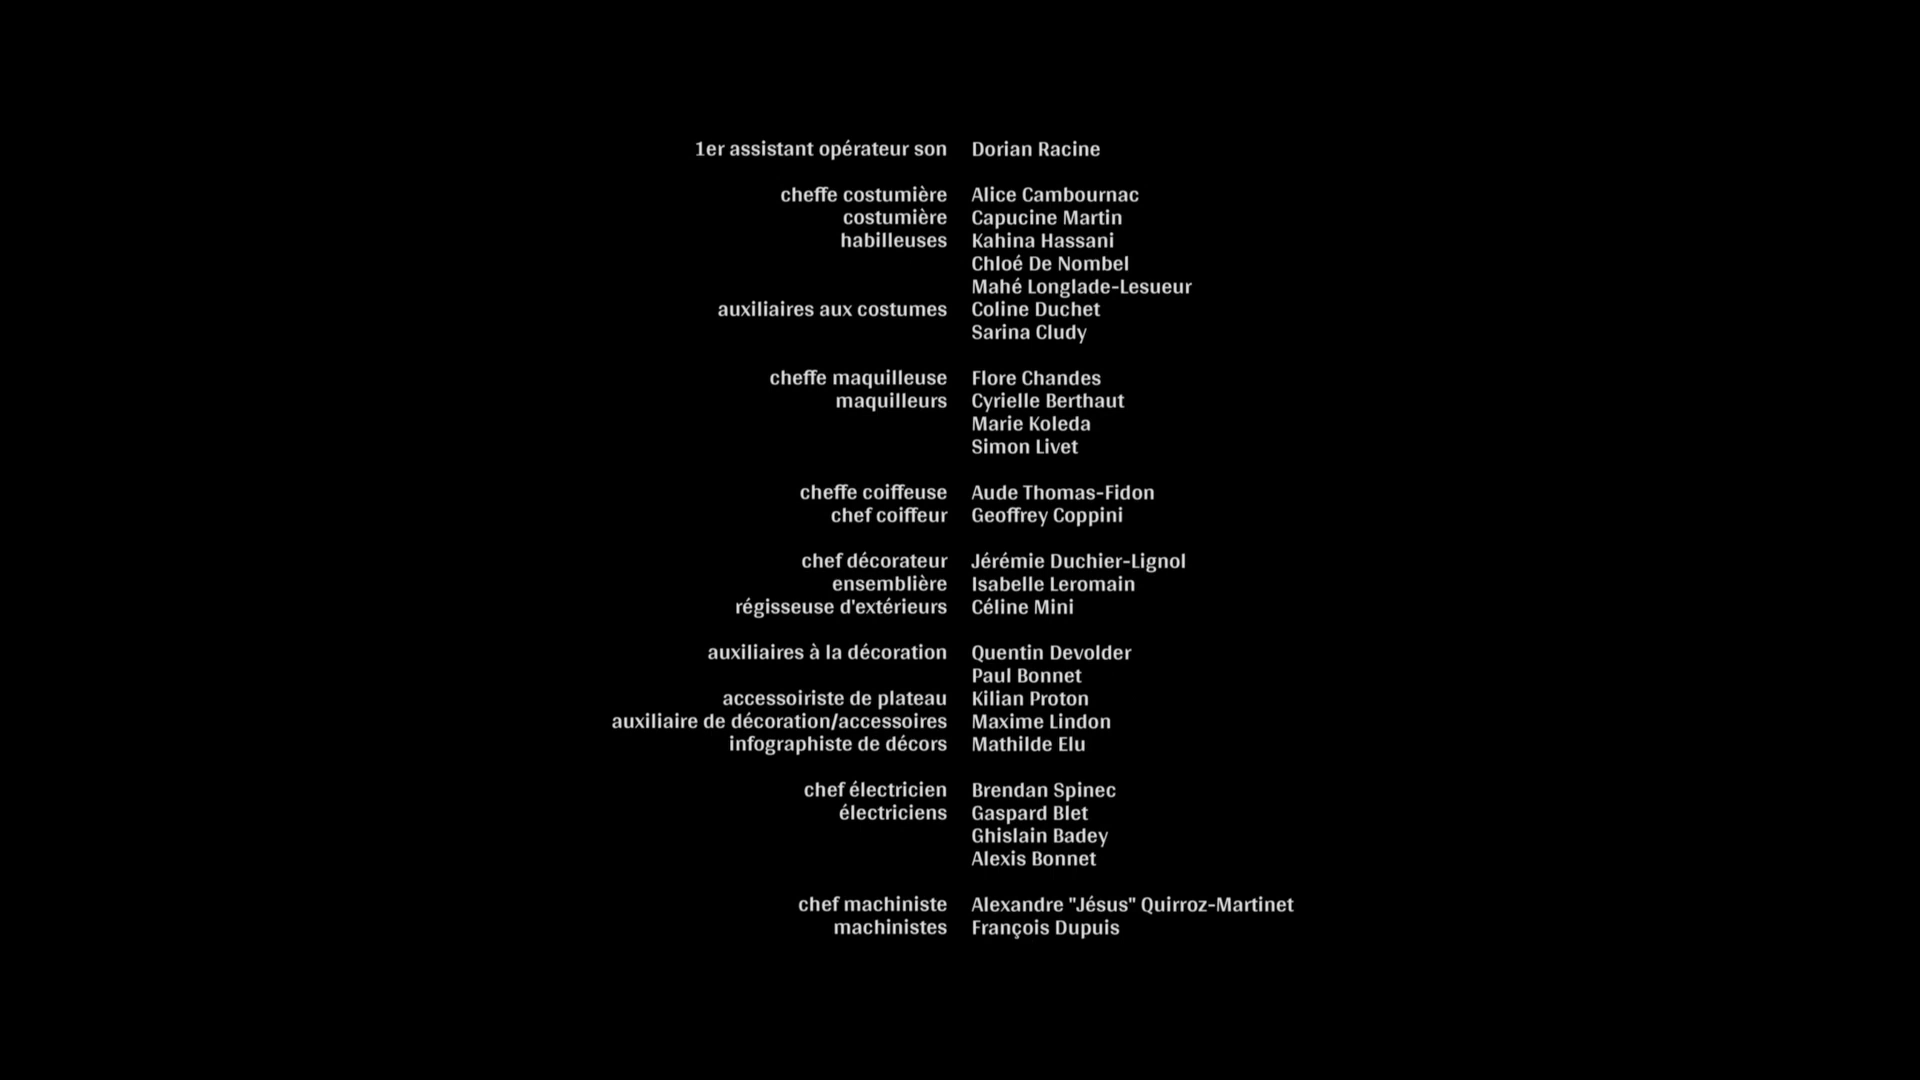 1er assistant opérateur son Dorian Racine
cheffe costumière Alice Cambournac
costumière Capucine Martin
habilleuses Kahina Hassani
Chloé De Nombel
Mahé Longlade-Lesueur
auxiliaires aux costumes Coline Duchet
Sarina Cludy
cheffe maquilleuse Flore Chandes
maquilleurs Cyrielle Berthaut
Marie Koleda
Simon Livet
cheffe coiffeuse Aude Thomas-Fidon
chef coiffeur Geoffrey Coppini
chef décorateur Jérémie Duchier-Lignol
ensemblière Isabelle Leromain
régisseuse d'extérieurs Céline Mini
auxiliaires à la décoration Quentin Devolder
Paul Bonnet
accessoiriste de plateau Kilian Proton
auxiliaire de décoration/accessoires Maxime Lindon
infographiste de décors Mathilde Elu
chef électricien Brendan Spinec
électriciens Gaspard Blet
Ghislain Badey
Alexis Bonnet
chef machiniste Alexandre "Jésus" Quirroz-Martinet
machinistes François Dupuis